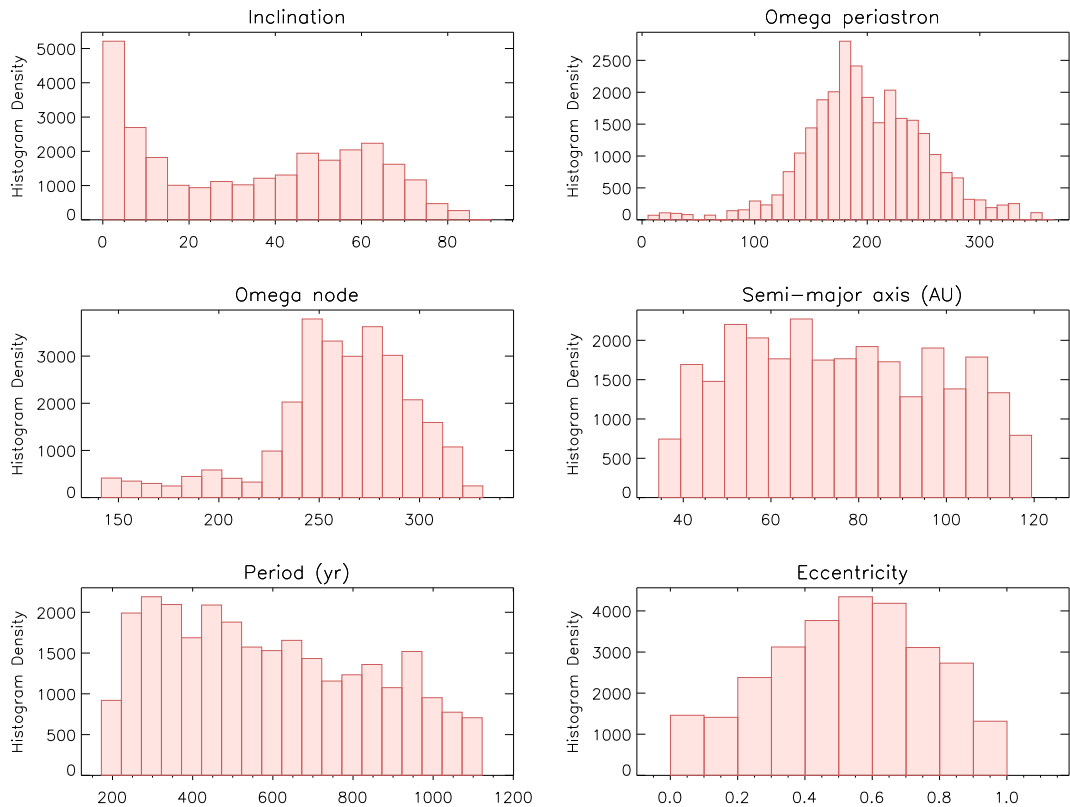 Inclination
Histogram Density
5000
4000
3000
2000
1000
0
0 20 40 60 80
Omega periastron
Histogram Density
2500
2000
1500
1000
500
0
0 100 200 300
Omega node
Histogram Density
3000
2000
1000
0
150 200 250 300
Semi-major axis (AU)
Histogram Density
2000
1500
1000
500
0
40 60 80 100 120
Period (yr)
Histogram Density
2000
1500
1000
500
0
200 400 600 800 1000 1200
Eccentricity
Histogram Density
4000
3000
2000
1000
0
0.0 0.2 0.4 0.6 0.8 1.0